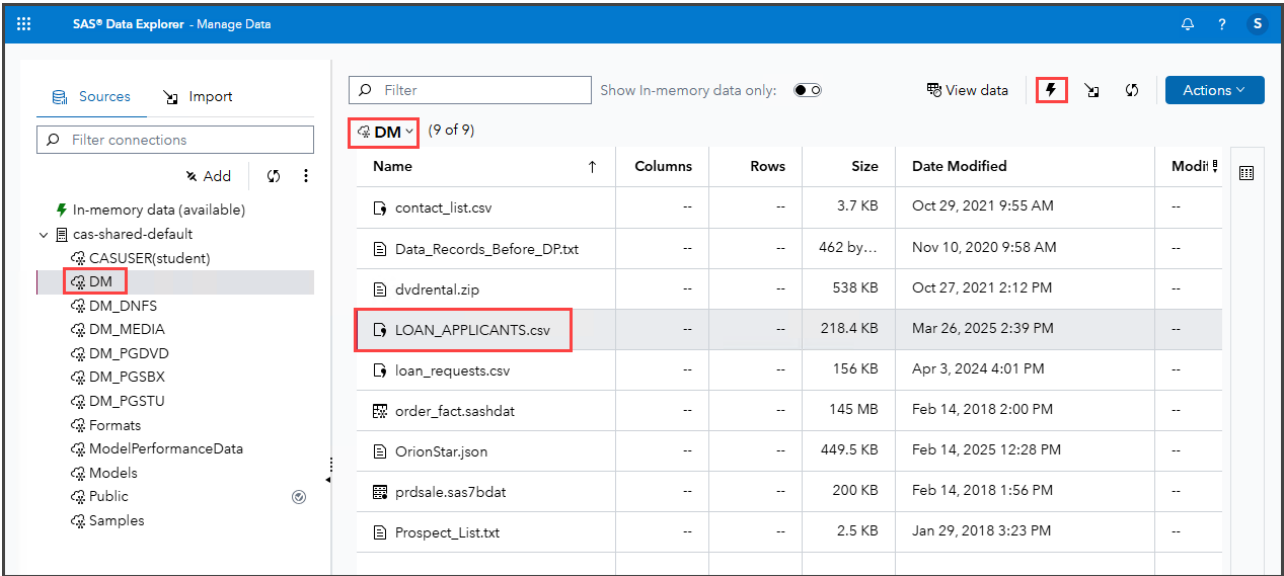 SAS® Data Explorer - Manage Data
? S
Sources Import
Filter connections
Add
In-memory data (available)
cas-shared-default
CASUSER(student)
DM
DM_DNFS
DM_MEDIA
DM_PGDVD
DM_PGSBX
DM_PGSTU
Formats
ModelPerformanceData
Models
Public
Samples
Filter Show In-memory data only: View data Actions
DM (9 of 9)
Name ↑ Columns Rows Size Date Modified Modif
contact_list.csv -- -- 3.7 KB Oct 29, 2021 9:55 AM --
Data_Records_Before_DP.txt -- -- 462 by... Nov 10, 2020 9:58 AM --
dvdrental.zip -- -- 538 KB Oct 27, 2021 2:12 PM --
LOAN_APPLICANTS.csv -- -- 218.4 KB Mar 26, 2025 2:39 PM --
loan_requests.csv -- -- 156 KB Apr 3, 2024 4:01 PM --
order_fact.sashdat -- -- 145 MB Feb 14, 2018 2:00 PM --
OrionStar.json -- -- 449.5 KB Feb 14, 2025 12:28 PM --
prdsale.sas7bdat -- -- 200 KB Feb 14, 2018 1:56 PM --
Prospect_List.txt -- -- 2.5 KB Jan 29, 2018 3:23 PM --